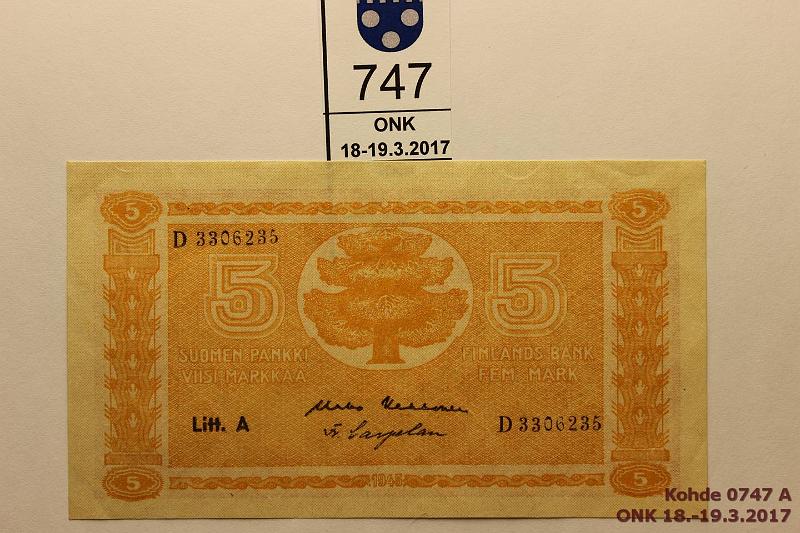 747
ONK
18-19.3.2017
5 5
D 3306235
5 5
SUOMEN PANKKI FINLANDS BANK
VIISI MARKKAA FEM MARK
Litt. A D 3306235
5 1945 5
Kohde 0747 A
ONK 18.-19.3.2017